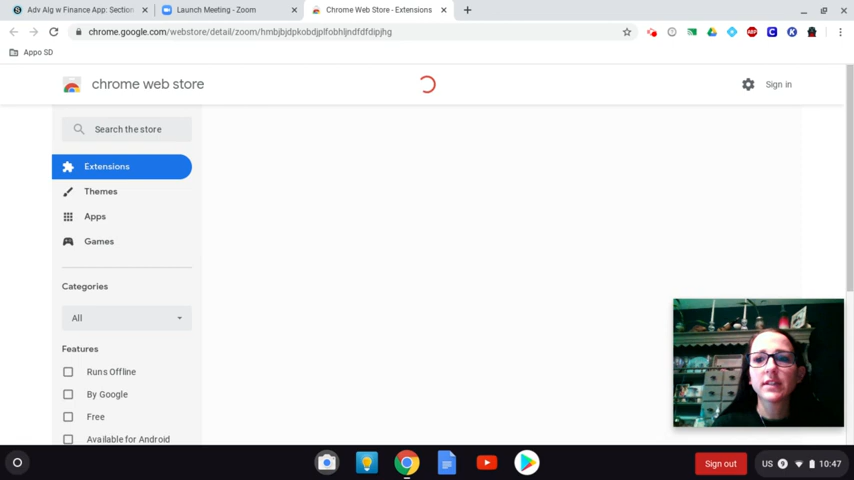 Adv Alg w Finance App: Section
Launch Meeting - Zoom
Chrome Web Store - Extensions
chrome.google.com/webstore/detail/zoom/hmbjbjdpkobdjplfobhljndfdfdipjhg
Appo SD
chrome web store
Sign in
Search the store
Extensions
Themes
Apps
Games
Categories
All
Features
Runs Offline
By Google
Free
Available for Android
Sign out
US 9 10:47